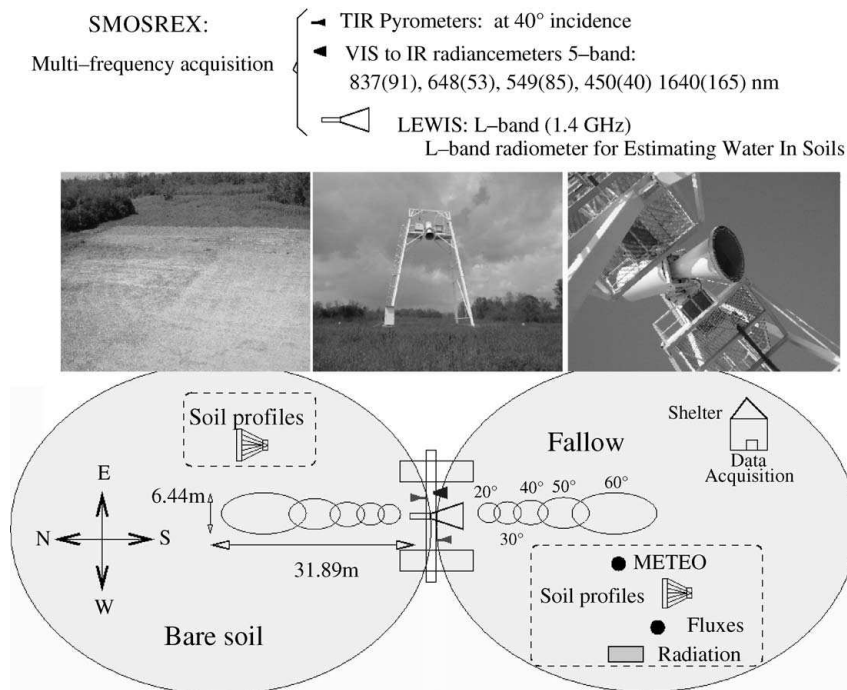 SMOSREX:
Multi–frequency acquisition
TIR Pyrometers: at 40° incidence
VIS to IR radiancemeters 5–band:
837(91), 648(53), 549(85), 450(40) 1640(165) nm
LEWIS: L–band (1.4 GHz)
L–band radiometer for Estimating Water In Soils
Soil profiles
E
N
S
W
6.44m
31.89m
Bare soil
Fallow
Shelter
Data
Acquisition
20°
30°
40°
50°
60°
METEO
Soil profiles
Fluxes
Radiation